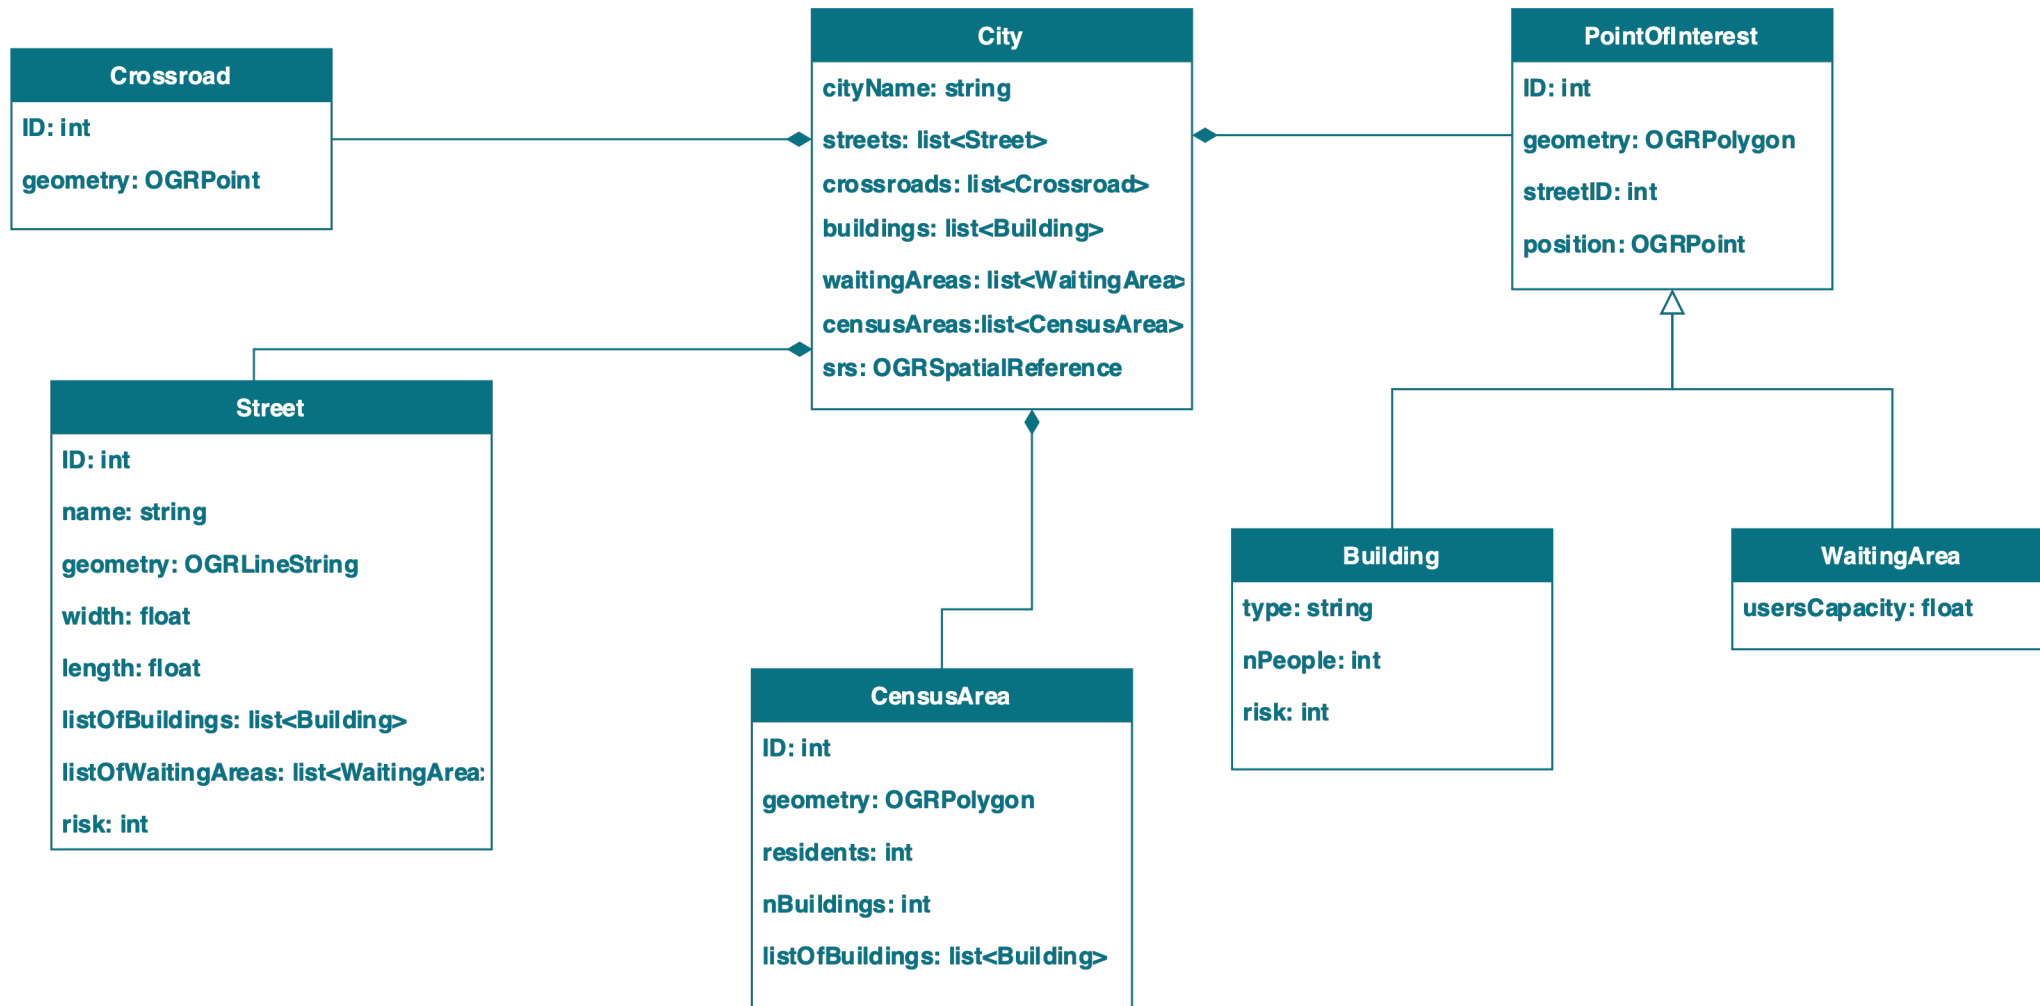 Crossroad
ID: int
geometry: OGRPoint
City
cityName: string
streets: list<Street>
crossroads: list<Crossroad>
buildings: list<Building>
waitingAreas: list<WaitingArea>
censusAreas:list<CensusArea>
srs: OGRSpatialReference
PointOfInterest
ID: int
geometry: OGRPolygon
streetID: int
position: OGRPoint
Street
ID: int
name: string
geometry: OGRLineString
width: float
length: float
listOfBuildings: list<Building>
listOfWaitingAreas: list<WaitingArea
risk: int
CensusArea
ID: int
geometry: OGRPolygon
residents: int
nBuildings: int
listOfBuildings: list<Building>
Building
type: string
nPeople: int
risk: int
WaitingArea
usersCapacity: float